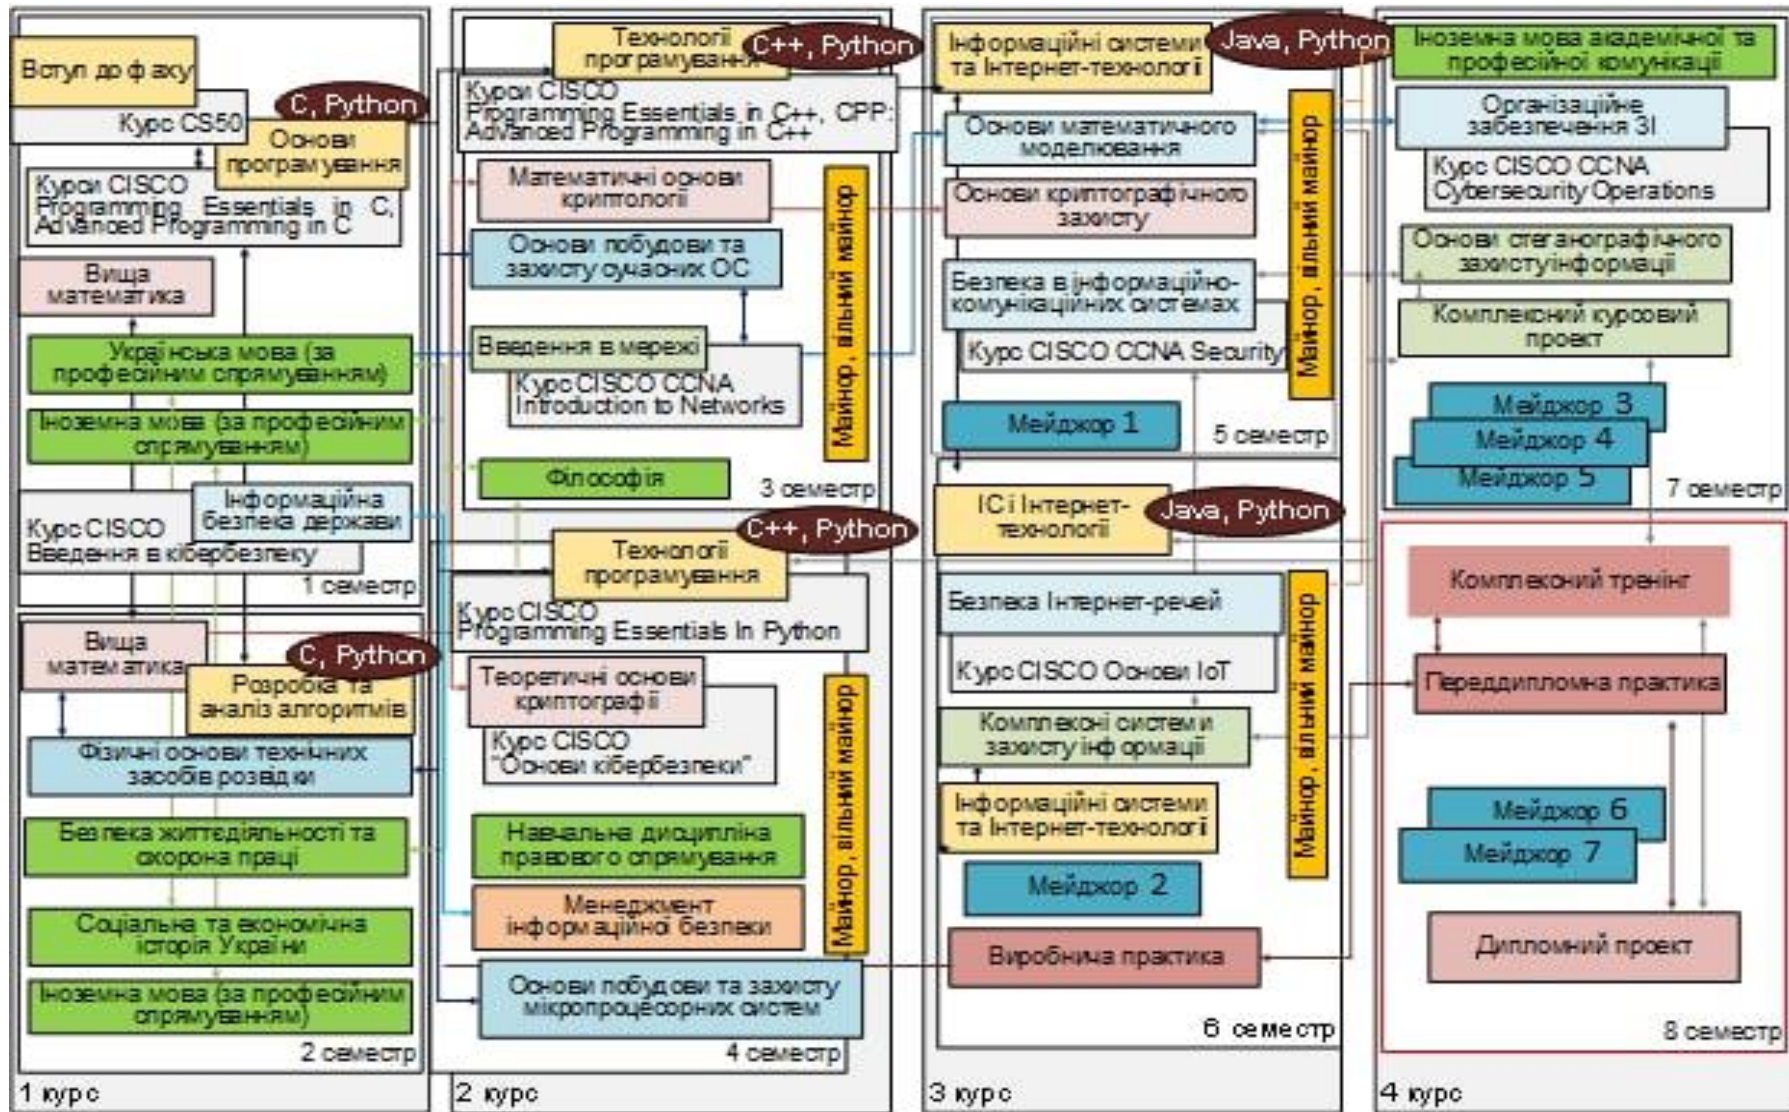 Вступ до фаху
Курс CS50
C, Python
Основи
програмування
Курси CISCO
Programming Essentials in C,
Advanced Programming in C
Вища
математика
Українська мова (за
професійним спрямуванням)
Іноземна мова (за професійним
спрямуванням)
Інформаційна
безпека держави
Курс CISCO
Введення в кібербезпеку
1 семестр
Вища
математика
C, Python
Розробка та
аналіз алгоритмів
Фізичні основи технічних
засобів розвідки
Безпека життєдіяльності та
охорона праці
Соціальна та економічна
історія України
Іноземна мова (за професійним
спрямуванням)
2 семестр
1 курс
Технології
програмування
C++, Python
Курси CISCO
Programming Essentials in C++, CPP:
Advanced Programming in C++
Математичні основи
криптології
Основи побудови та
захисту сучасних ОС
Введення в мережі
Курс CISCO CCNA
Introduction to Networks
Філософія
Майнор, вільний майнор
3 семестр
C++, Python
Технології
програмування
Курс CISCO
Programming Essentials In Python
Теоретичні основи
криптографії
Курс CISCO
"Основи кібербезпеки"
Навчальна дисципліна
правового спрямування
Менеджмент
інформаційної безпеки
Основи побудови та захисту
мікропроцесорних систем
Майнор, вільний майнор
4 семестр
2 курс
Інформаційні системи
та Інтернет-технології
Java, Python
Основи математичного
моделювання
Основи криптографічного
захисту
Безпека в інформаційно-
комунікаційних системах
Курс CISCO CCNA Security
Мейджор 1
Майнор, вільний майнор
5 семестр
ІС і Інтернет-
технології
Java, Python
Безпека Інтернет-речей
Курс CISCO Основи IoT
Комплексні системи
захисту інформації
Інформаційні системи
та Інтернет-технології
Мейджор 2
Виробнича практика
Майнор, вільний майнор
6 семестр
3 курс
Іноземна мова академічної та
професійної комунікації
Організаційне
забезпечення ЗІ
Курс CISCO CCNA
Cybersecurity Operations
Основи стеганографічного
захисту інформації
Комплексний курсовий
проект
Мейджор 3
Мейджор 4
Мейджор 5
7 семестр
Комплексний тренінг
Переддипломна практика
Мейджор 6
Мейджор 7
Дипломний проект
8 семестр
4 курс